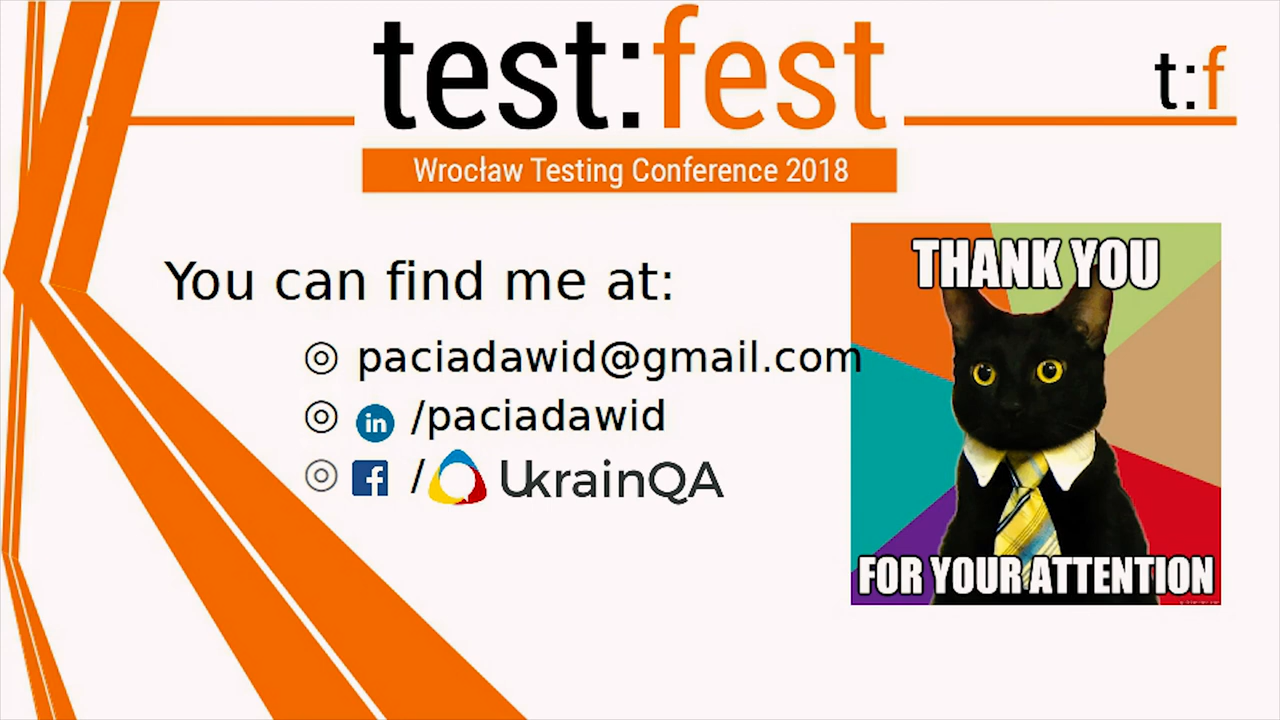 test:fest
t:f
Wrocław Testing Conference 2018
You can find me at:
paciadawid@gmail.com
in /paciadawid
f / UkrainQA
THANK YOU
FOR YOUR ATTENTION